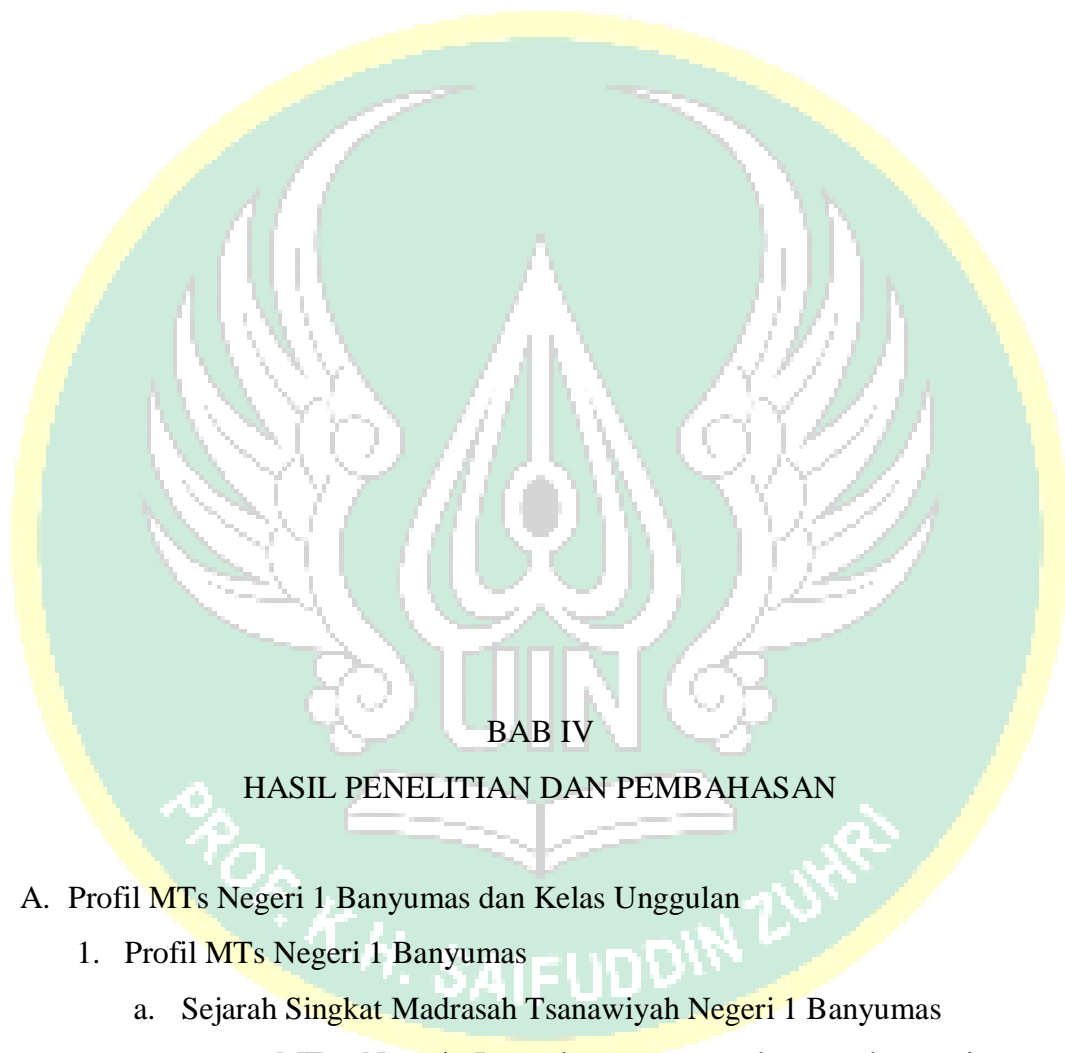 UIN
BAB IV
HASIL PENELITIAN DAN PEMBAHASAN
PROF. K.H. SAIFUDDIN ZUHRI
A. Profil MTs Negeri 1 Banyumas dan Kelas Unggulan
1. Profil MTs Negeri 1 Banyumas
a. Sejarah Singkat Madrasah Tsanawiyah Negeri 1 Banyumas